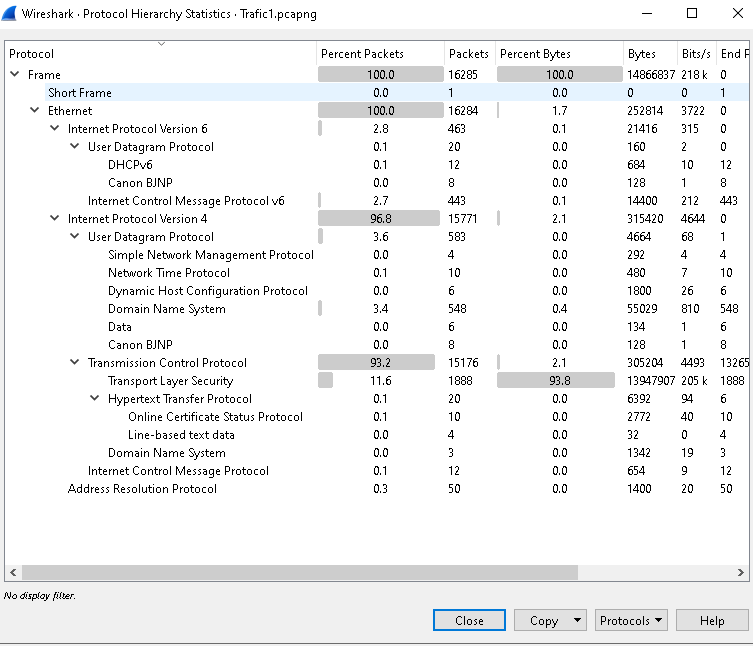 Wireshark · Protocol Hierarchy Statistics · Trafic1.pcapng
Protocol Percent Packets Packets Percent Bytes Bytes Bits/s End P
Frame 100.0 16285 100.0 14866837 218 k 0
Short Frame 0.0 1 0.0 0 0 1
Ethernet 100.0 16284 1.7 252814 3722 0
Internet Protocol Version 6 2.8 463 0.1 21416 315 0
User Datagram Protocol 0.1 20 0.0 160 2 0
DHCPv6 0.1 12 0.0 684 10 12
Canon BJNP 0.0 8 0.0 128 1 8
Internet Control Message Protocol v6 2.7 443 0.1 14400 212 443
Internet Protocol Version 4 96.8 15771 2.1 315420 4644 0
User Datagram Protocol 3.6 583 0.0 4664 68 1
Simple Network Management Protocol 0.0 4 0.0 292 4 4
Network Time Protocol 0.1 10 0.0 480 7 10
Dynamic Host Configuration Protocol 0.0 6 0.0 1800 26 6
Domain Name System 3.4 548 0.4 55029 810 548
Data 0.0 6 0.0 134 1 6
Canon BJNP 0.0 8 0.0 128 1 8
Transmission Control Protocol 93.2 15176 2.1 305204 4493 13265
Transport Layer Security 11.6 1888 93.8 13947907 205 k 1888
Hypertext Transfer Protocol 0.1 20 0.0 6392 94 6
Online Certificate Status Protocol 0.1 10 0.0 2772 40 10
Line-based text data 0.0 4 0.0 32 0 4
Domain Name System 0.0 3 0.0 1342 19 3
Internet Control Message Protocol 0.1 12 0.0 654 9 12
Address Resolution Protocol 0.3 50 0.0 1400 20 50
No display filter.
Close Copy Protocols Help